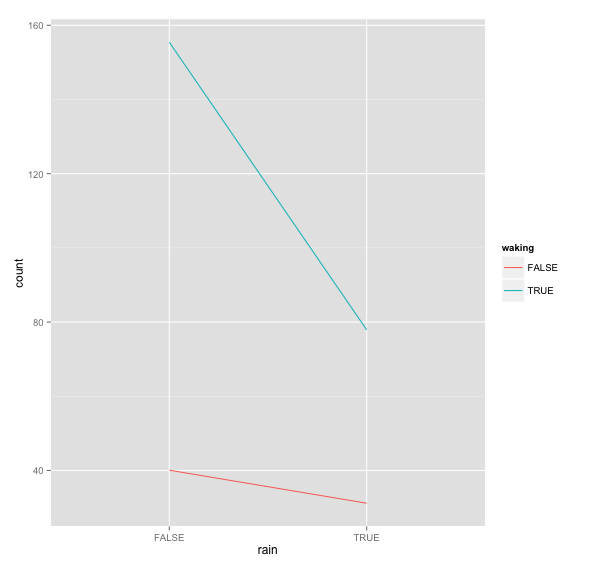 160
120
80
40
count
FALSE
TRUE
rain
waking
FALSE
TRUE